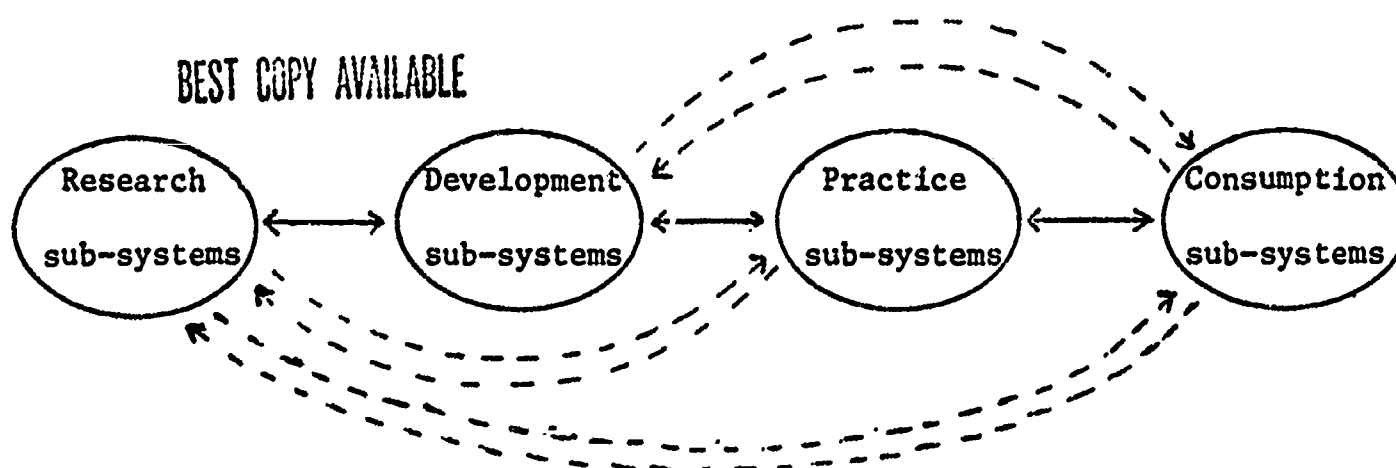 BEST COPY AVAILABLE
Research
sub-systems
Development
sub-systems
Practice
sub-systems
Consumption
sub-systems